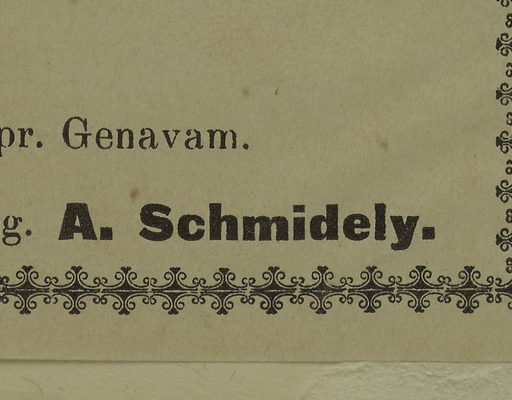 pr. Genavam.
g. A. Schmidely.